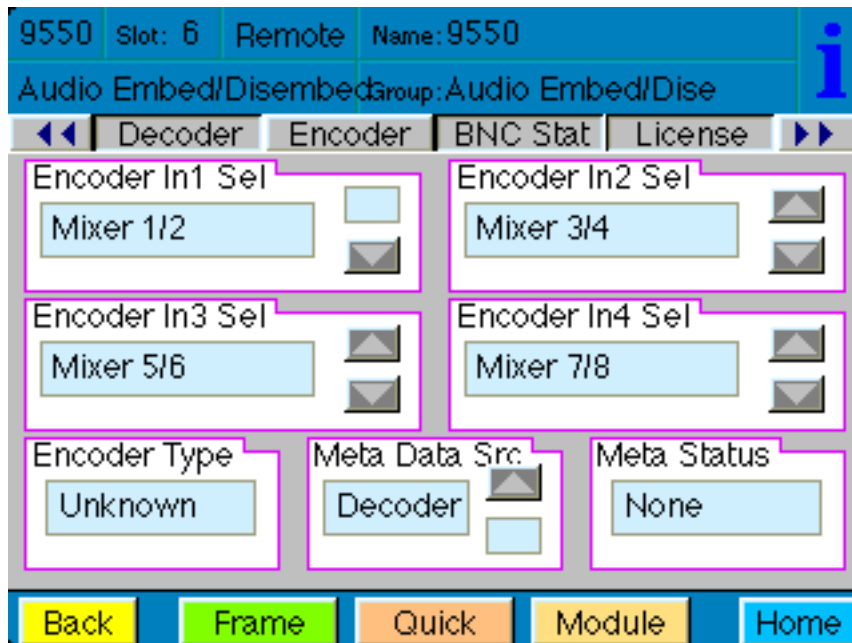 9550 Slot: 6 Remote Name: 9550 i
Audio Embed/Disembed Group: Audio Embed/Dise
Decoder Encoder BNC Stat License
Encoder In1 Sel Encoder In2 Sel
Mixer 1/2 Mixer 3/4
Encoder In3 Sel Encoder In4 Sel
Mixer 5/6 Mixer 7/8
Encoder Type Meta Data Src Meta Status
Unknown Decoder None
Back Frame Quick Module Home